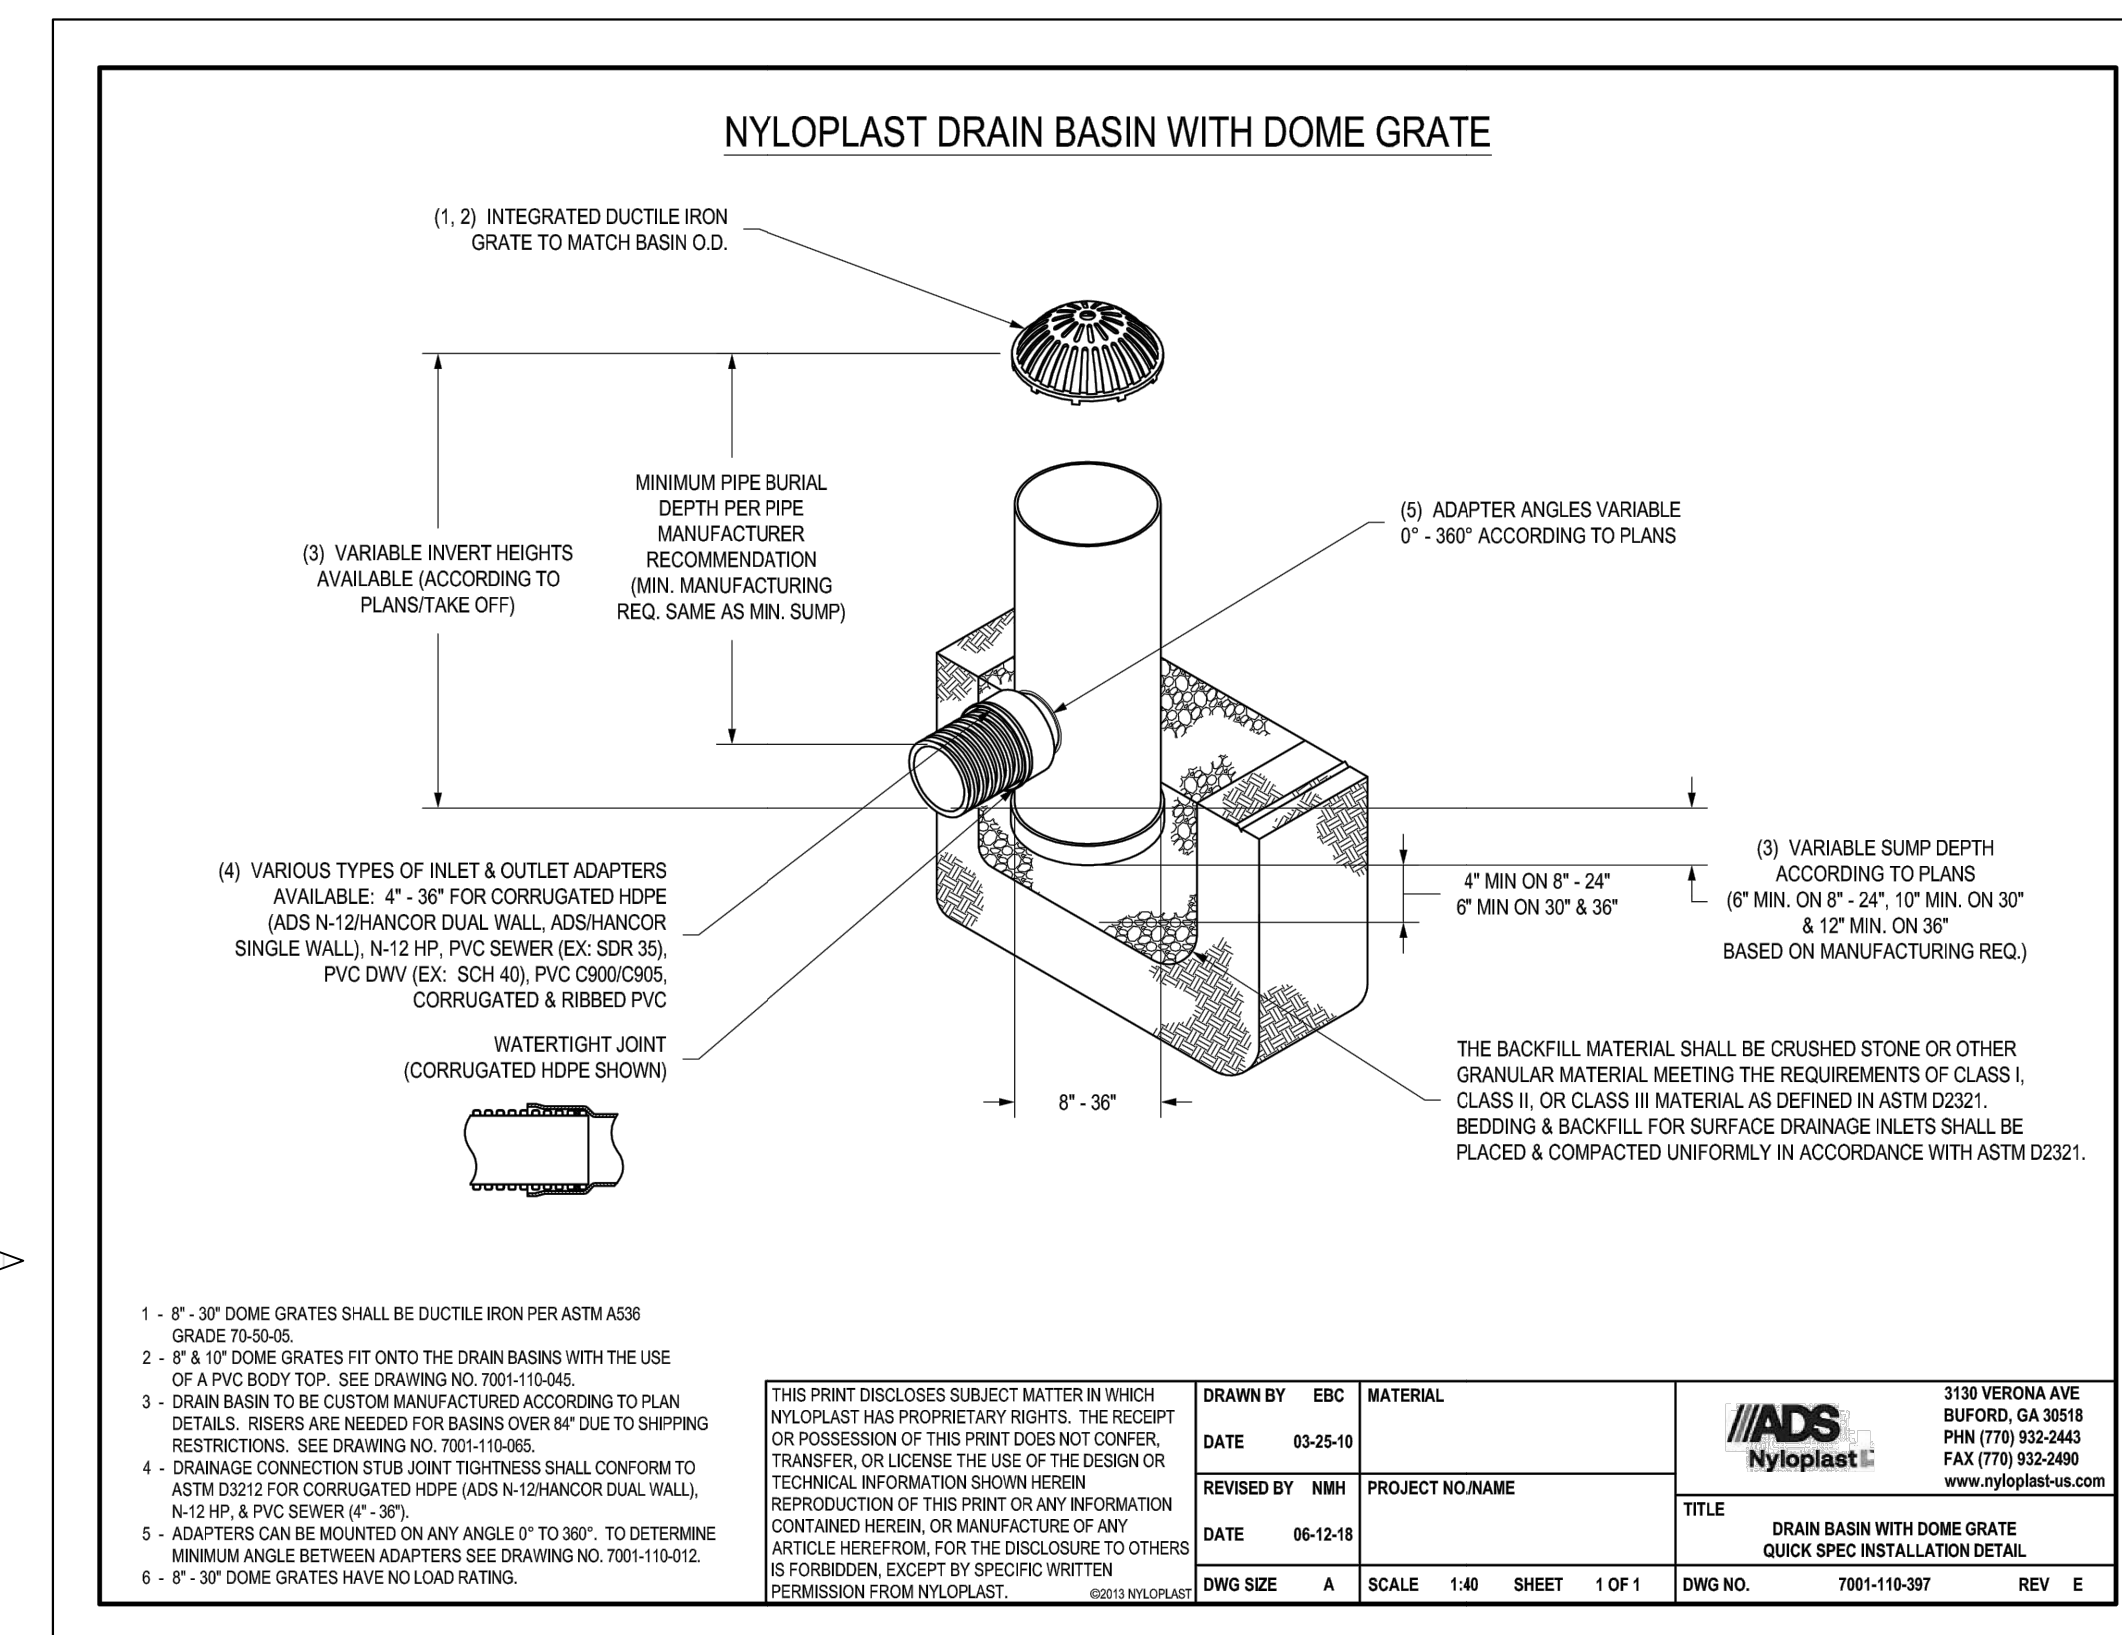 NYLOPLAST DRAIN BASIN WITH DOME GRATE
(1, 2) INTEGRATED DUCTILE IRON
GRATE TO MATCH BASIN O.D.
MINIMUM PIPE BURIAL
DEPTH PER PIPE
MANUFACTURER
RECOMMENDATION
(MIN. MANUFACTURING
REQ. SAME AS MIN. SUMP)
(3) VARIABLE INVERT HEIGHTS
AVAILABLE (ACCORDING TO
PLANS/TAKE OFF)
(5) ADAPTER ANGLES VARIABLE
0° - 360° ACCORDING TO PLANS
(4) VARIOUS TYPES OF INLET & OUTLET ADAPTERS
AVAILABLE: 4" - 36" FOR CORRUGATED HDPE
(ADS N-12/HANCOR DUAL WALL, ADS/HANCOR
SINGLE WALL), N-12 HP, PVC SEWER (EX: SDR 35),
PVC DWV (EX: SCH 40), PVC C900/C905,
CORRUGATED & RIBBED PVC
WATERTIGHT JOINT
(CORRUGATED HDPE SHOWN)
4" MIN ON 8" - 24"
6" MIN ON 30" & 36"
(3) VARIABLE SUMP DEPTH
ACCORDING TO PLANS
(6" MIN. ON 8" - 24", 10" MIN. ON 30"
& 12" MIN. ON 36"
BASED ON MANUFACTURING REQ.)
8" - 36"
THE BACKFILL MATERIAL SHALL BE CRUSHED STONE OR OTHER
GRANULAR MATERIAL MEETING THE REQUIREMENTS OF CLASS I,
CLASS II, OR CLASS III MATERIAL AS DEFINED IN ASTM D2321.
BEDDING & BACKFILL FOR SURFACE DRAINAGE INLETS SHALL BE
PLACED & COMPACTED UNIFORMLY IN ACCORDANCE WITH ASTM D2321.
1 - 8" - 30" DOME GRATES SHALL BE DUCTILE IRON PER ASTM A536
GRADE 70-50-05.
2 - 8" & 10" DOME GRATES FIT ONTO THE DRAIN BASINS WITH THE USE
OF A PVC BODY TOP. SEE DRAWING NO. 7001-110-045.
3 - DRAIN BASIN TO BE CUSTOM MANUFACTURED ACCORDING TO PLAN
DETAILS. RISERS ARE NEEDED FOR BASINS OVER 84" DUE TO SHIPPING
RESTRICTIONS. SEE DRAWING NO. 7001-110-065.
4 - DRAINAGE CONNECTION STUB JOINT TIGHTNESS SHALL CONFORM TO
ASTM D3212 FOR CORRUGATED HDPE (ADS N-12/HANCOR DUAL WALL),
N-12 HP, & PVC SEWER (4" - 36").
5 - ADAPTERS CAN BE MOUNTED ON ANY ANGLE 0° TO 360°. TO DETERMINE
MINIMUM ANGLE BETWEEN ADAPTERS SEE DRAWING NO. 7001-110-012.
6 - 8" - 30" DOME GRATES HAVE NO LOAD RATING.
THIS PRINT DISCLOSES SUBJECT MATTER IN WHICH
NYLOPLAST HAS PROPRIETARY RIGHTS. THE RECEIPT
OR POSSESSION OF THIS PRINT DOES NOT CONFER,
TRANSFER, OR LICENSE THE USE OF THE DESIGN OR
TECHNICAL INFORMATION SHOWN HEREIN
REPRODUCTION OF THIS PRINT OR ANY INFORMATION
CONTAINED HEREIN, OR MANUFACTURE OF ANY
ARTICLE HEREFROM, FOR THE DISCLOSURE TO OTHERS
IS FORBIDDEN, EXCEPT BY SPECIFIC WRITTEN
PERMISSION FROM NYLOPLAST. ©2013 NYLOPLAST
DRAWN BY EBC
DATE 03-25-10
REVISED BY NMH
DATE 06-12-18
DWG SIZE A
MATERIAL
PROJECT NO./NAME
SCALE 1:40 SHEET 1 OF 1
ADS
Nyloplast
3130 VERONA AVE
BUFORD, GA 30518
PHN (770) 932-2443
FAX (770) 932-2490
www.nyloplast-us.com
TITLE
DRAIN BASIN WITH DOME GRATE
QUICK SPEC INSTALLATION DETAIL
DWG NO. 7001-110-397 REV E